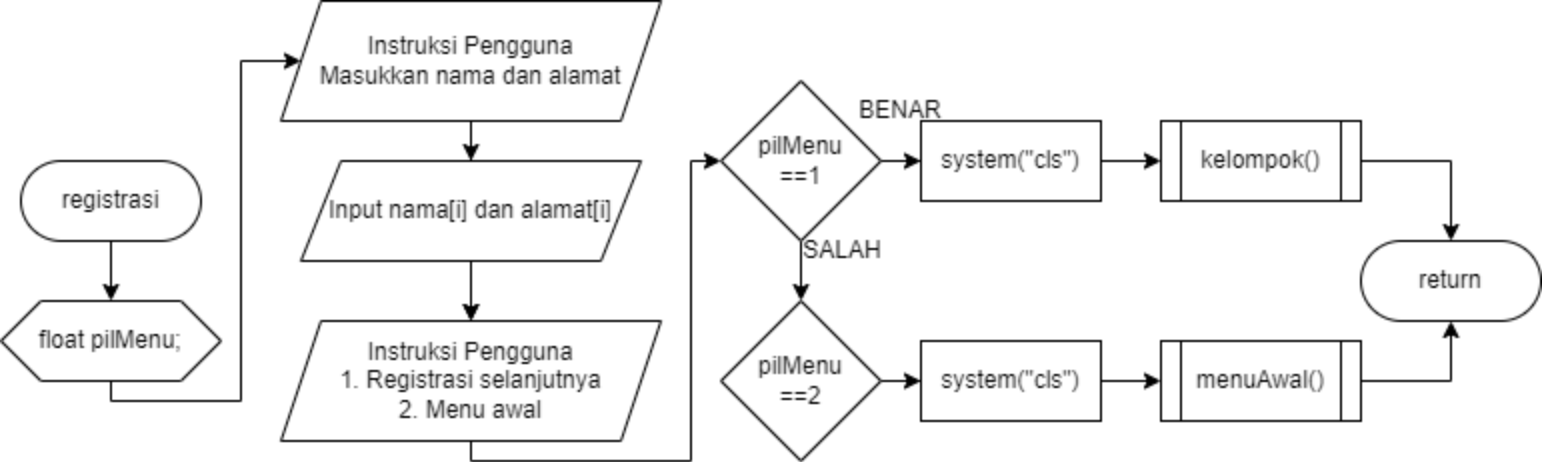 registrasi
float pilMenu;
Instruksi Pengguna
Masukkan nama dan alamat
Input nama[i] dan alamat[i]
Instruksi Pengguna
1. Registrasi selanjutnya
2. Menu awal
pilMenu
==1
BENAR
system("cls")
kelompok()
SALAH
pilMenu
==2
system("cls")
menuAwal()
return